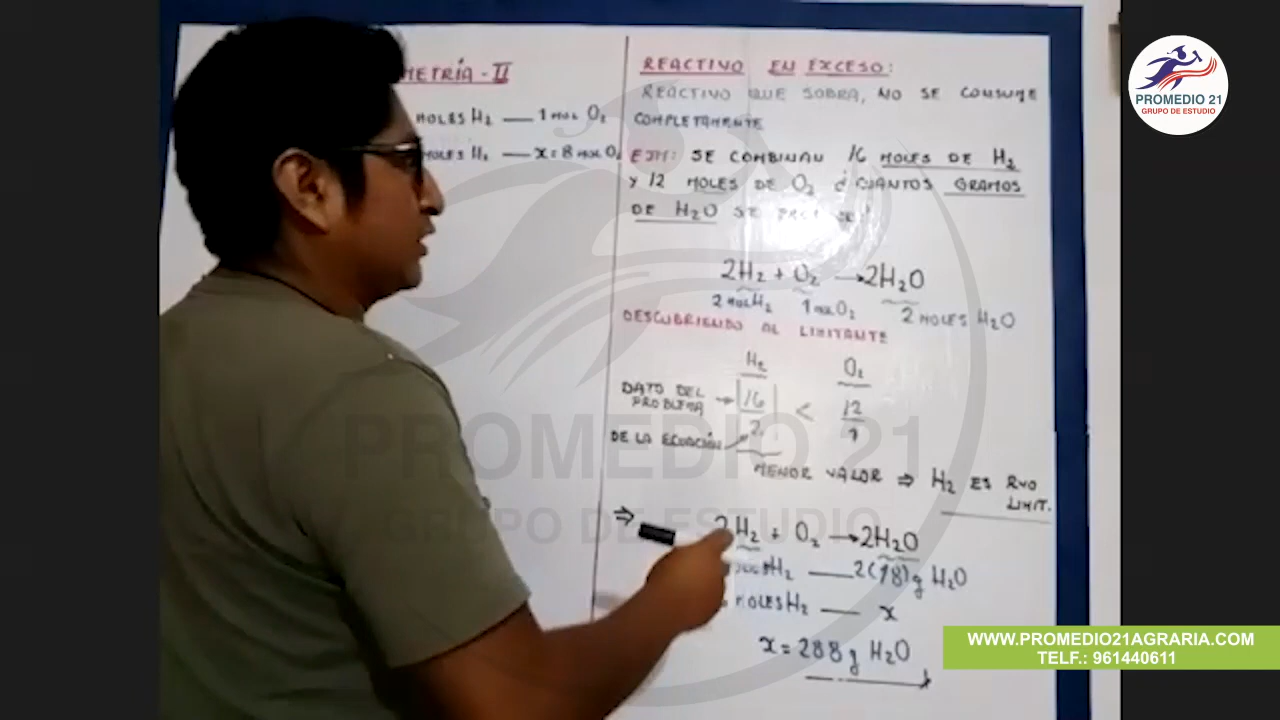 METRÍA - II
MOLES H2 — 1 MOL O2
MOLES H2 — X = 8 MOL O2
REACTIVO EN EXCESO:
REACTIVO QUE SOBRA, NO SE CONSUME
COMPLETAMENTE
EJM: SE COMBINAN 16 MOLES DE H2
Y 12 MOLES DE O2 ¿ CUANTOS GRAMOS
DE H2O SE
2H2 + O2 → 2H2O
2 MOL H2 1 MOL O2 2 MOLES H2O
DESCUBRIENDO AL LIMITANTE
H2 O2
DATO DEL
PROBLEMA → 16 < 12
DE LA ECUACIÓN 2 1
MENOR VALOR ⇒ H2 ES RVO
LIMIT.
⇒ 2H2 + O2 → 2H2O
H2 — 2(18)g H2O
MOLES H2 — X
X = 288g H2O
PROMEDIO 21
GRUPO DE ESTUDIO
PROMEDIO 21
GRUPO DE ESTUDIO
WWW.PROMEDIO21AGRARIA.COM
TELF.: 961440611